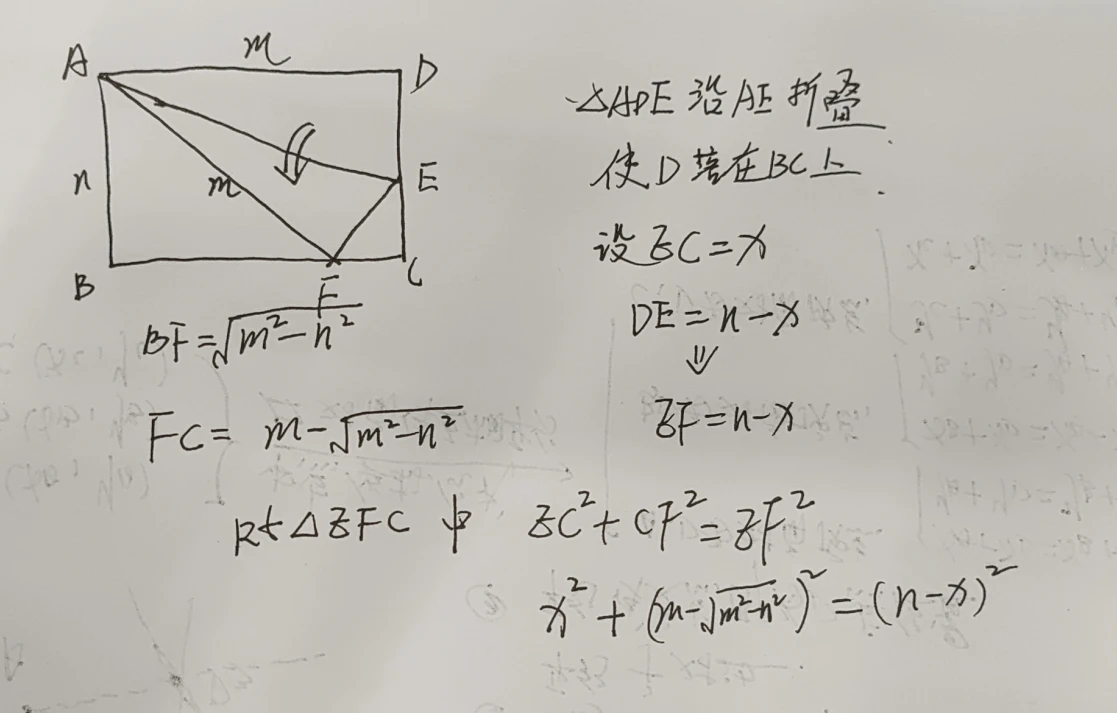 A
m
D
n
m
E
B
F
C
△ADE 沿AE折叠
使D落在BC上.
设EC=x
DE=n-x
⇓
EF=n-x
BF=√(m²-n²)
FC= m-√(m²-n²)
Rt△EFC 中 EC²+CF²=EF²
x²+(m-√(m²-n²))²=(n-x)²